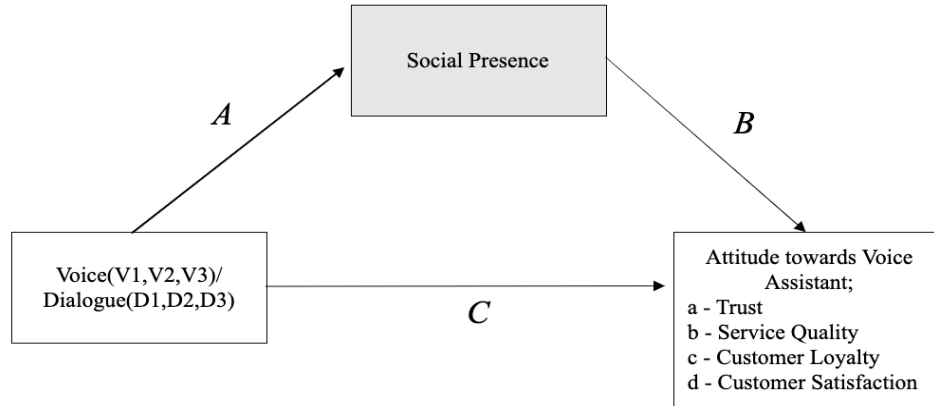 Social Presence
A
B
Voice(V1,V2,V3)/
Dialogue(D1,D2,D3)
C
Attitude towards Voice
Assistant;
a - Trust
b - Service Quality
c - Customer Loyalty
d - Customer Satisfaction